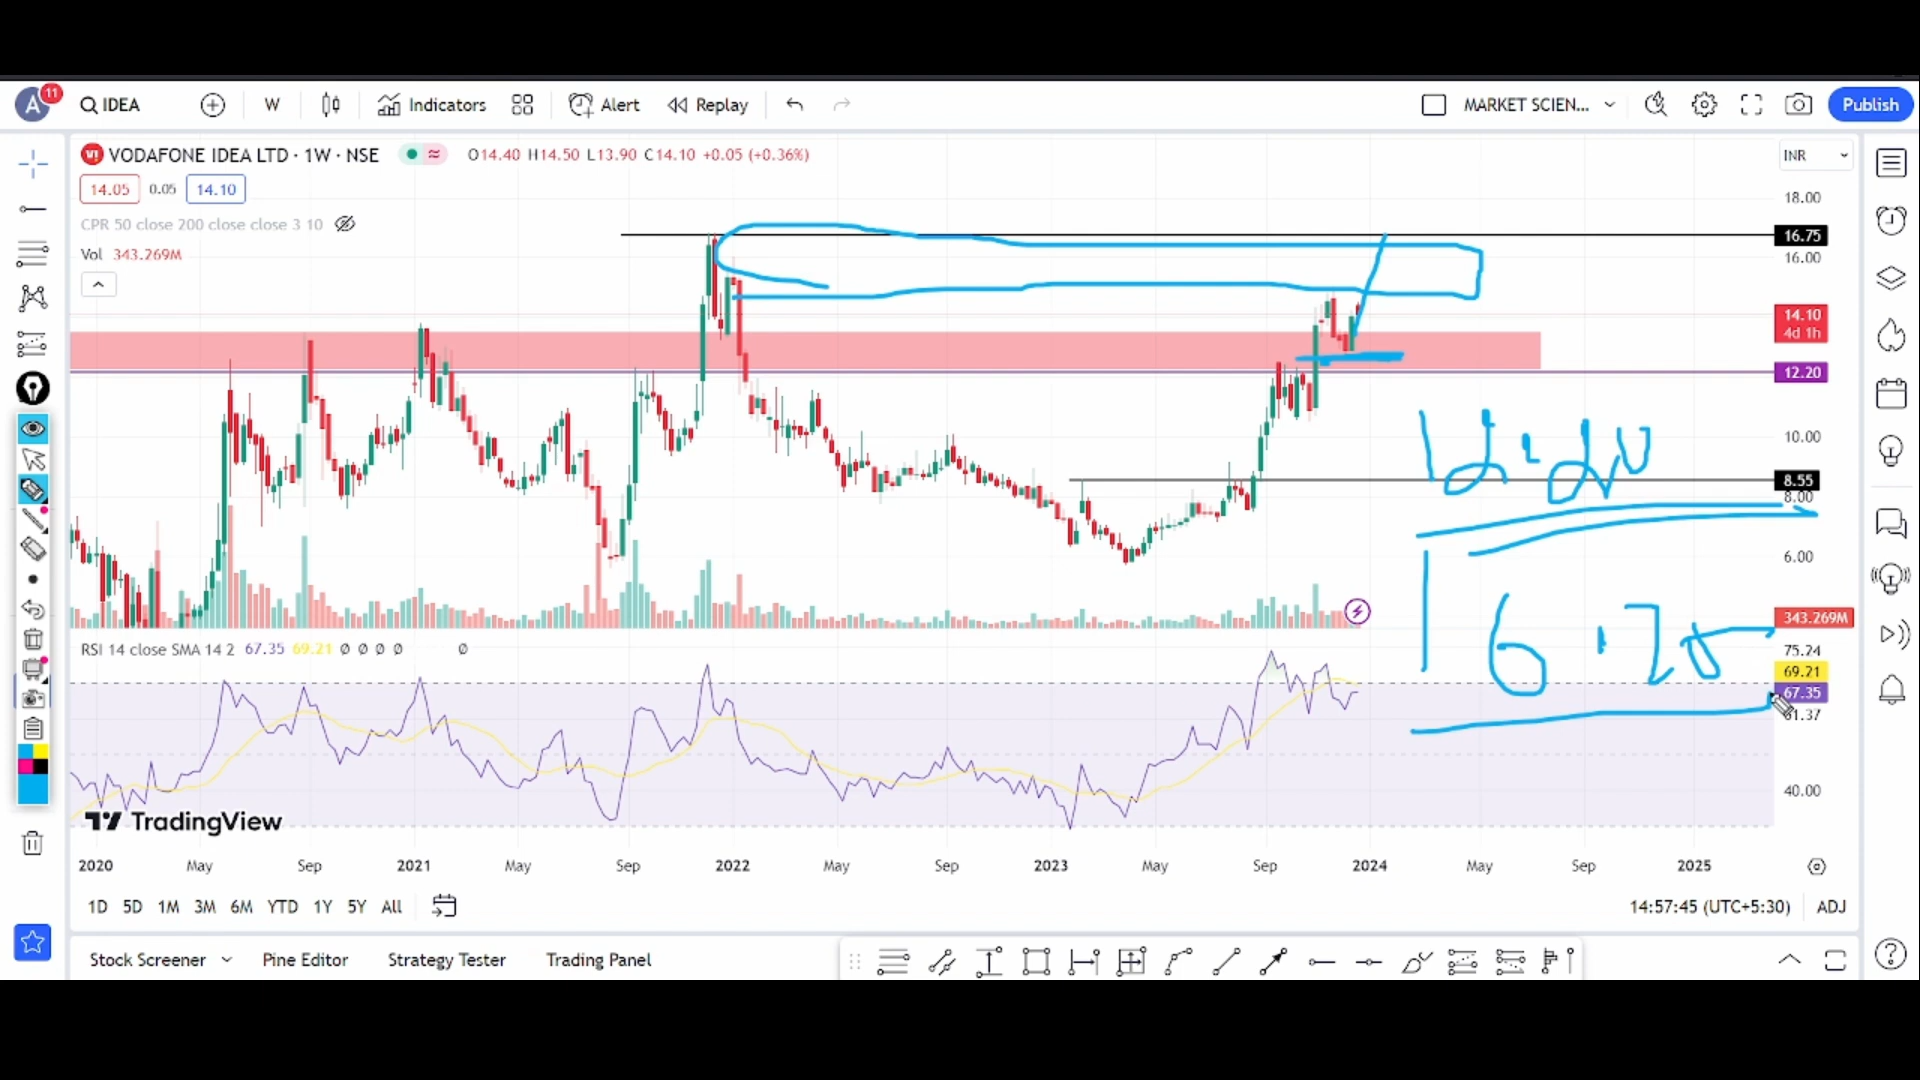 A 11 IDEA W Indicators Alert Replay MARKET SCIEN... Publish
VODAFONE IDEA LTD · 1W · NSE O14.40 H14.50 L13.90 C14.10 +0.05 (+0.36%) INR
14.05 0.05 14.10
CPR 50 close 200 close close 3 10
Vol 343.269M
18.00
16.75
16.00
14.10
4d 1h
12.20
10.00
8.55
8.00
6.00
343.269M
12.20
16.75
RSI 14 close SMA 14 2 67.35 69.21 Ø Ø Ø Ø Ø
75.24
69.21
67.35
61.37
40.00
TradingView
2020 May Sep 2021 May Sep 2022 May Sep 2023 May Sep 2024 May Sep 2025
1D 5D 1M 3M 6M YTD 1Y 5Y All 14:57:45 (UTC+5:30) ADJ
Stock Screener Pine Editor Strategy Tester Trading Panel